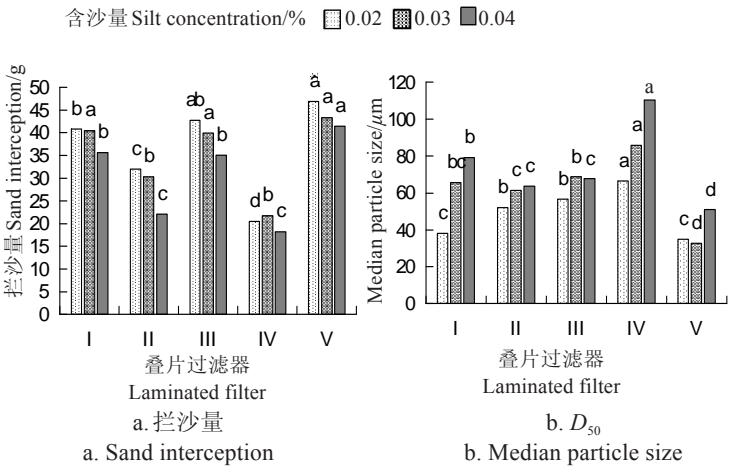 含沙量 Silt concentration/% 0.02 0.03 0.04
拦沙量 Sand interception/g
50
45
40
35
30
25
20
15
10
5
0
b a b
c b c
ab a b
d b c
a a a
I II III IV V
叠片过滤器
Laminated filter
a. 拦沙量
a. Sand interception
Median particle size/μm
120
100
80
60
40
20
0
c bc b
b c c
b b c
a a a
c d d
I II III IV V
叠片过滤器
Laminated filter
b. D50
b. Median particle size